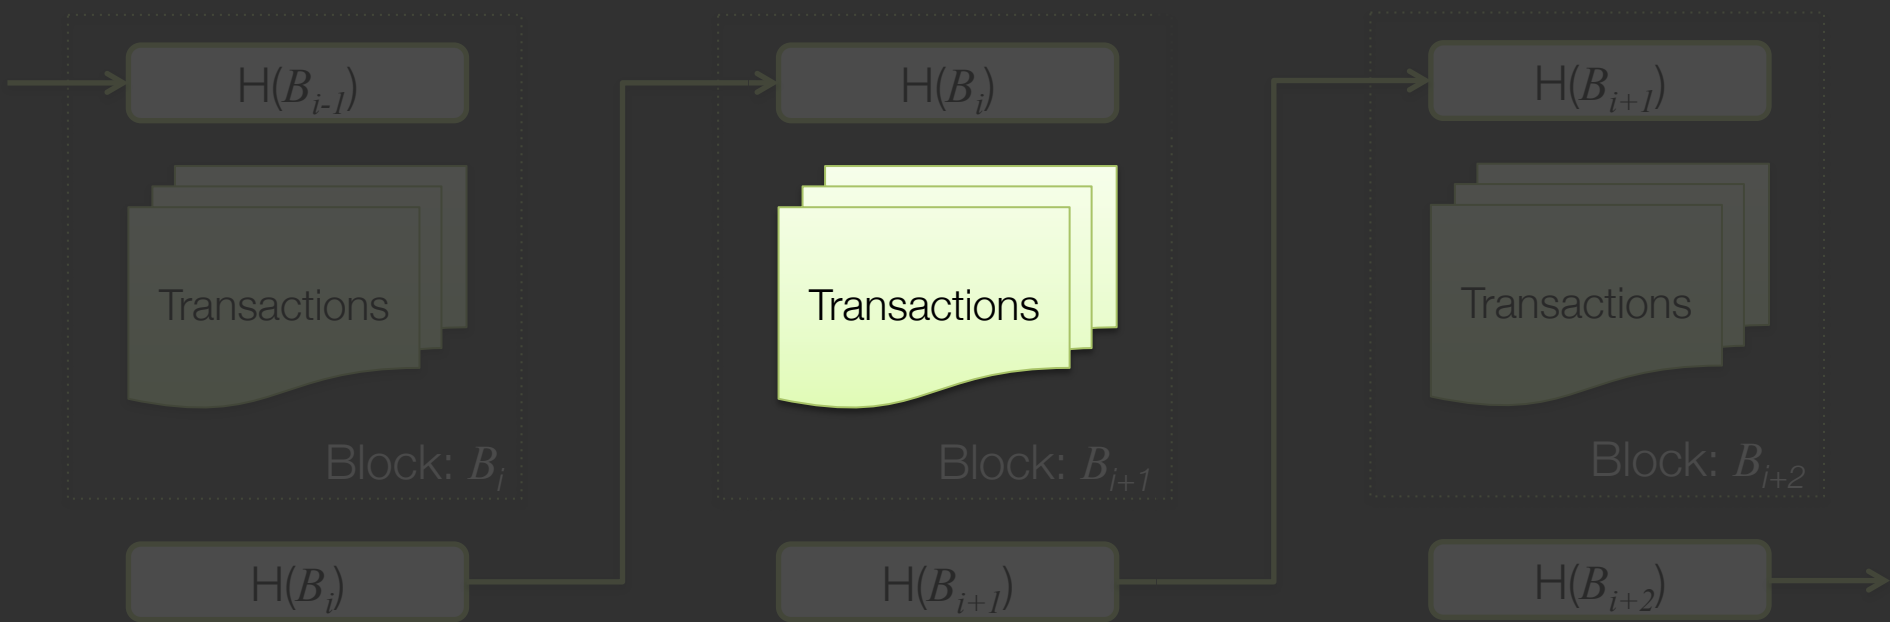 H(B_{i-1})
H(B_i)
H(B_{i+1})
Transactions
Transactions
Transactions
Block: B_i
Block: B_{i+1}
Block: B_{i+2}
H(B_i)
H(B_{i+1})
H(B_{i+2})